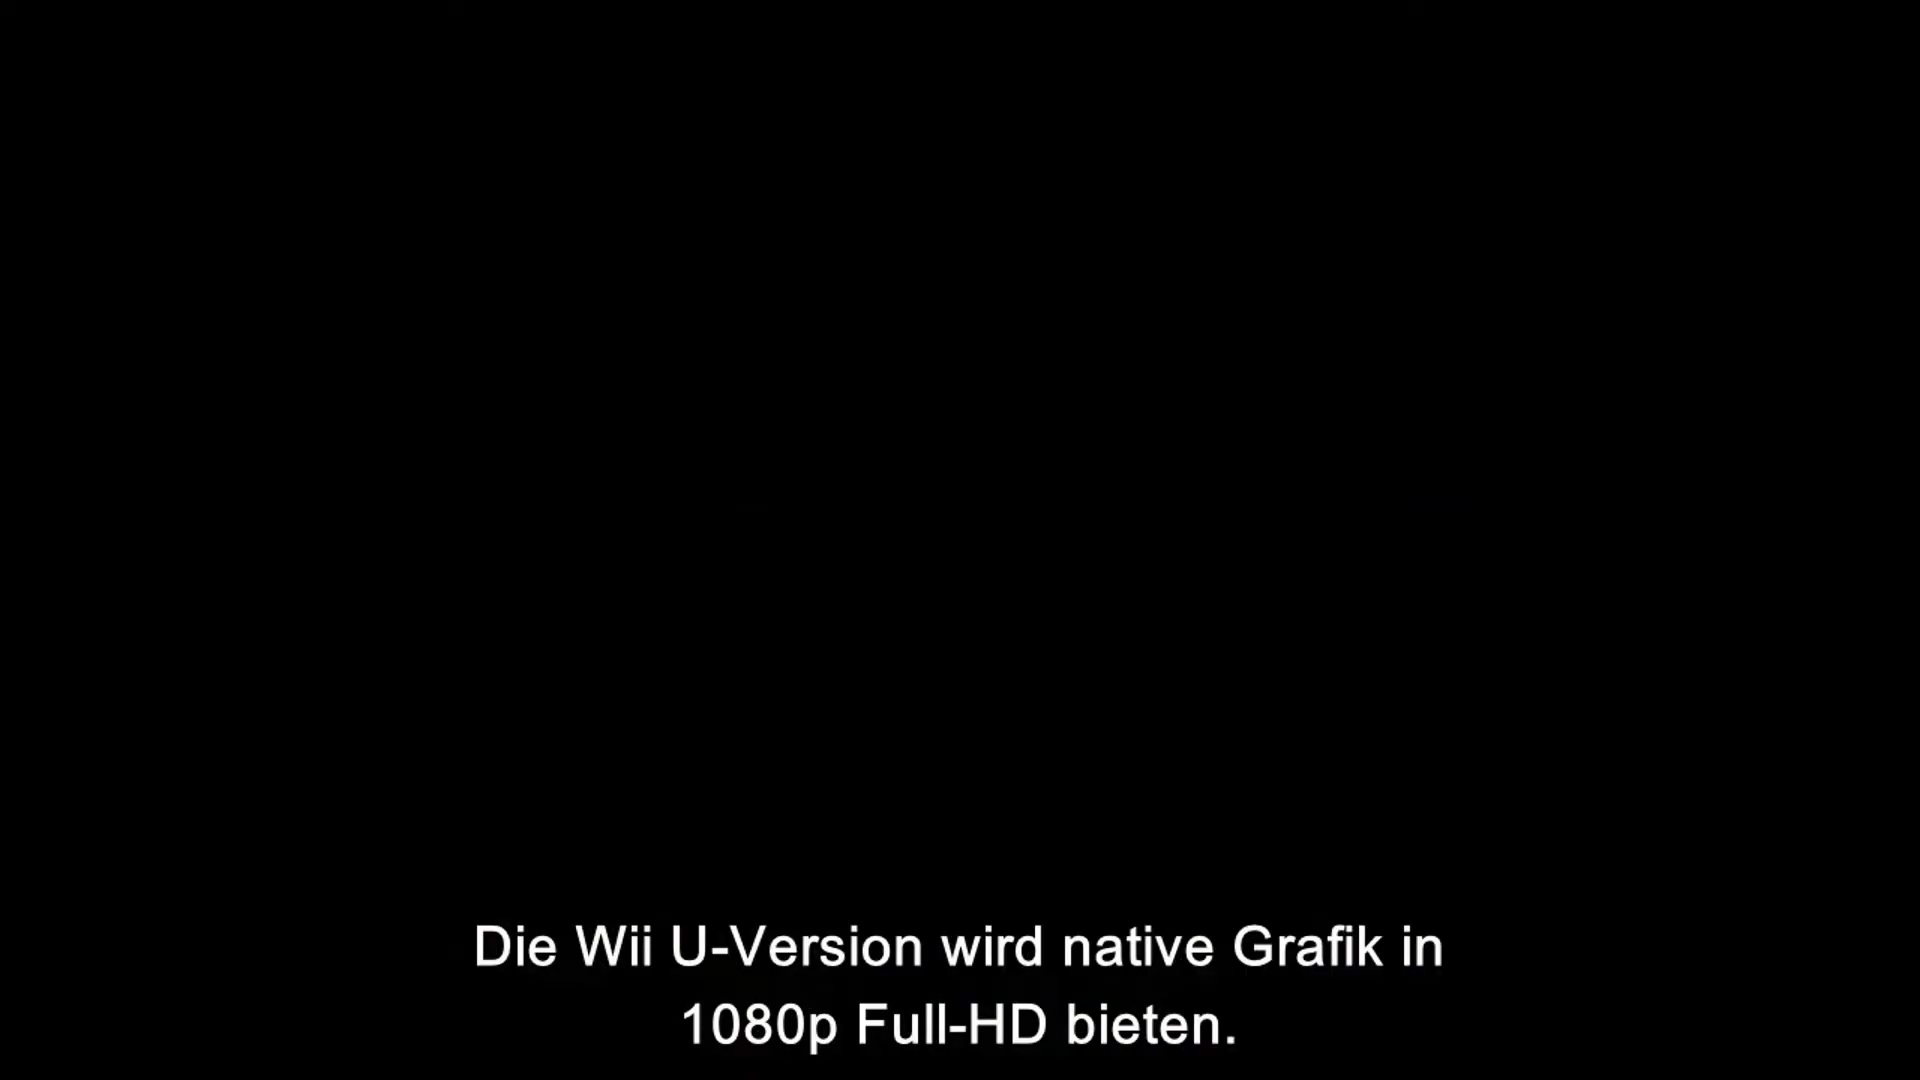 Die Wii U-Version wird native Grafik in
1080p Full-HD bieten.